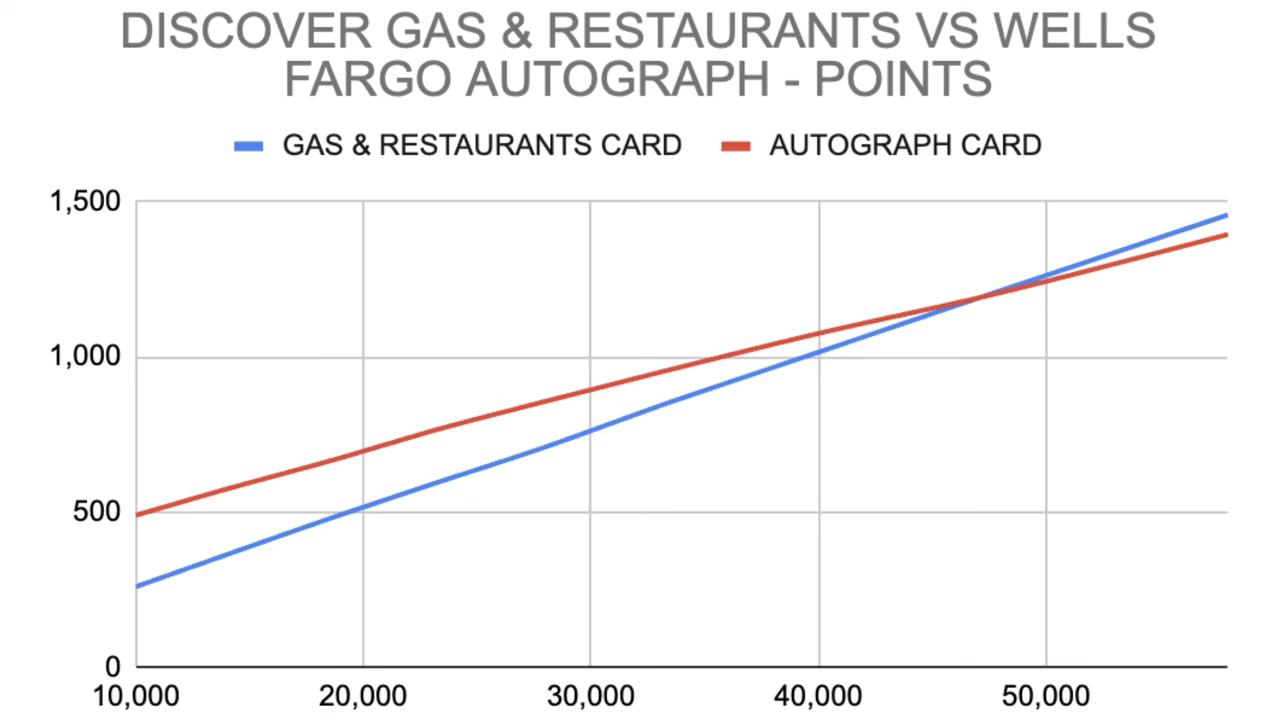 DISCOVER GAS & RESTAURANTS VS WELLS
FARGO AUTOGRAPH - POINTS
GAS & RESTAURANTS CARD
AUTOGRAPH CARD
1,500
1,000
500
0
10,000
20,000
30,000
40,000
50,000